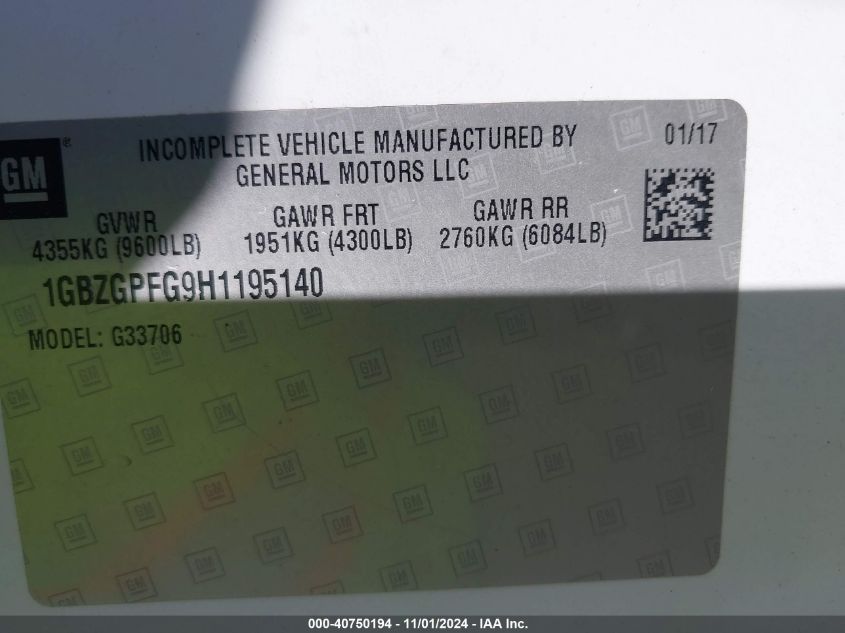 GM ®
INCOMPLETE VEHICLE MANUFACTURED BY
GENERAL MOTORS LLC
01/17
GVWR GAWR FRT GAWR RR
4355KG (9600LB) 1951KG (4300LB) 2760KG (6084LB)
1GBZGPFG9H1195140
MODEL: G33706
000-40750194 - 11/01/2024 - IAA Inc.